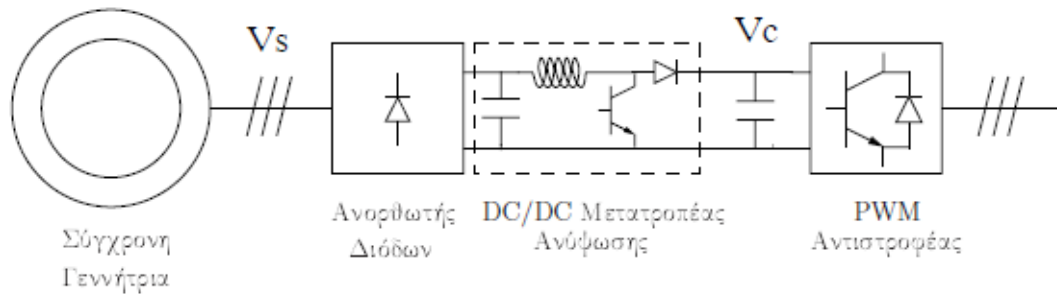 Vs
Vc
Σύγχρονη
Γεννήτρια
Ανορθωτής
Διόδων
DC/DC Μετατροπέας
Ανύψωσης
PWM
Αντιστροφέας